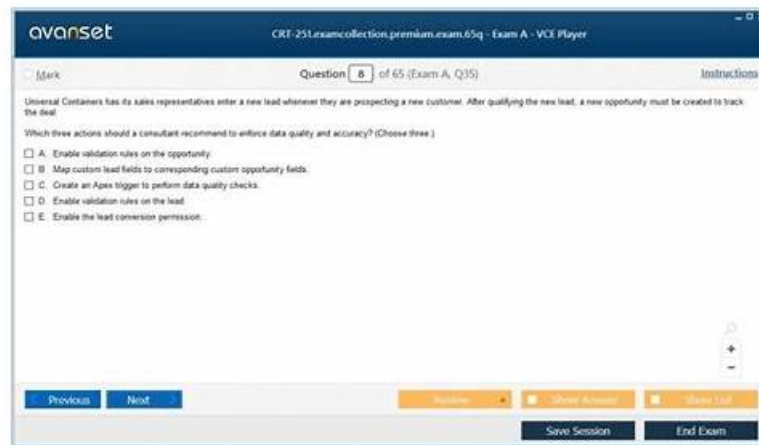 avanset
CRT-251.examcollection.premium.exam.65q - Exam A - VCE Player
Mark
Question 8 of 65 (Exam A, Q35)
Instructions
Universal Containers has its sales representatives enter a new lead whenever they are prospecting a new customer. After qualifying the new lead, a new opportunity must be created to track
the deal.
Which three actions should a consultant recommend to enforce data quality and accuracy? (Choose three.)
A. Enable validation rules on the opportunity.
B. Map custom lead fields to corresponding custom opportunity fields.
C. Create an Apex trigger to perform data quality checks.
D. Enable validation rules on the lead.
E. Enable the lead conversion permission.
Previous
Next
Review
Show Answer
Show List
Save Session
End Exam